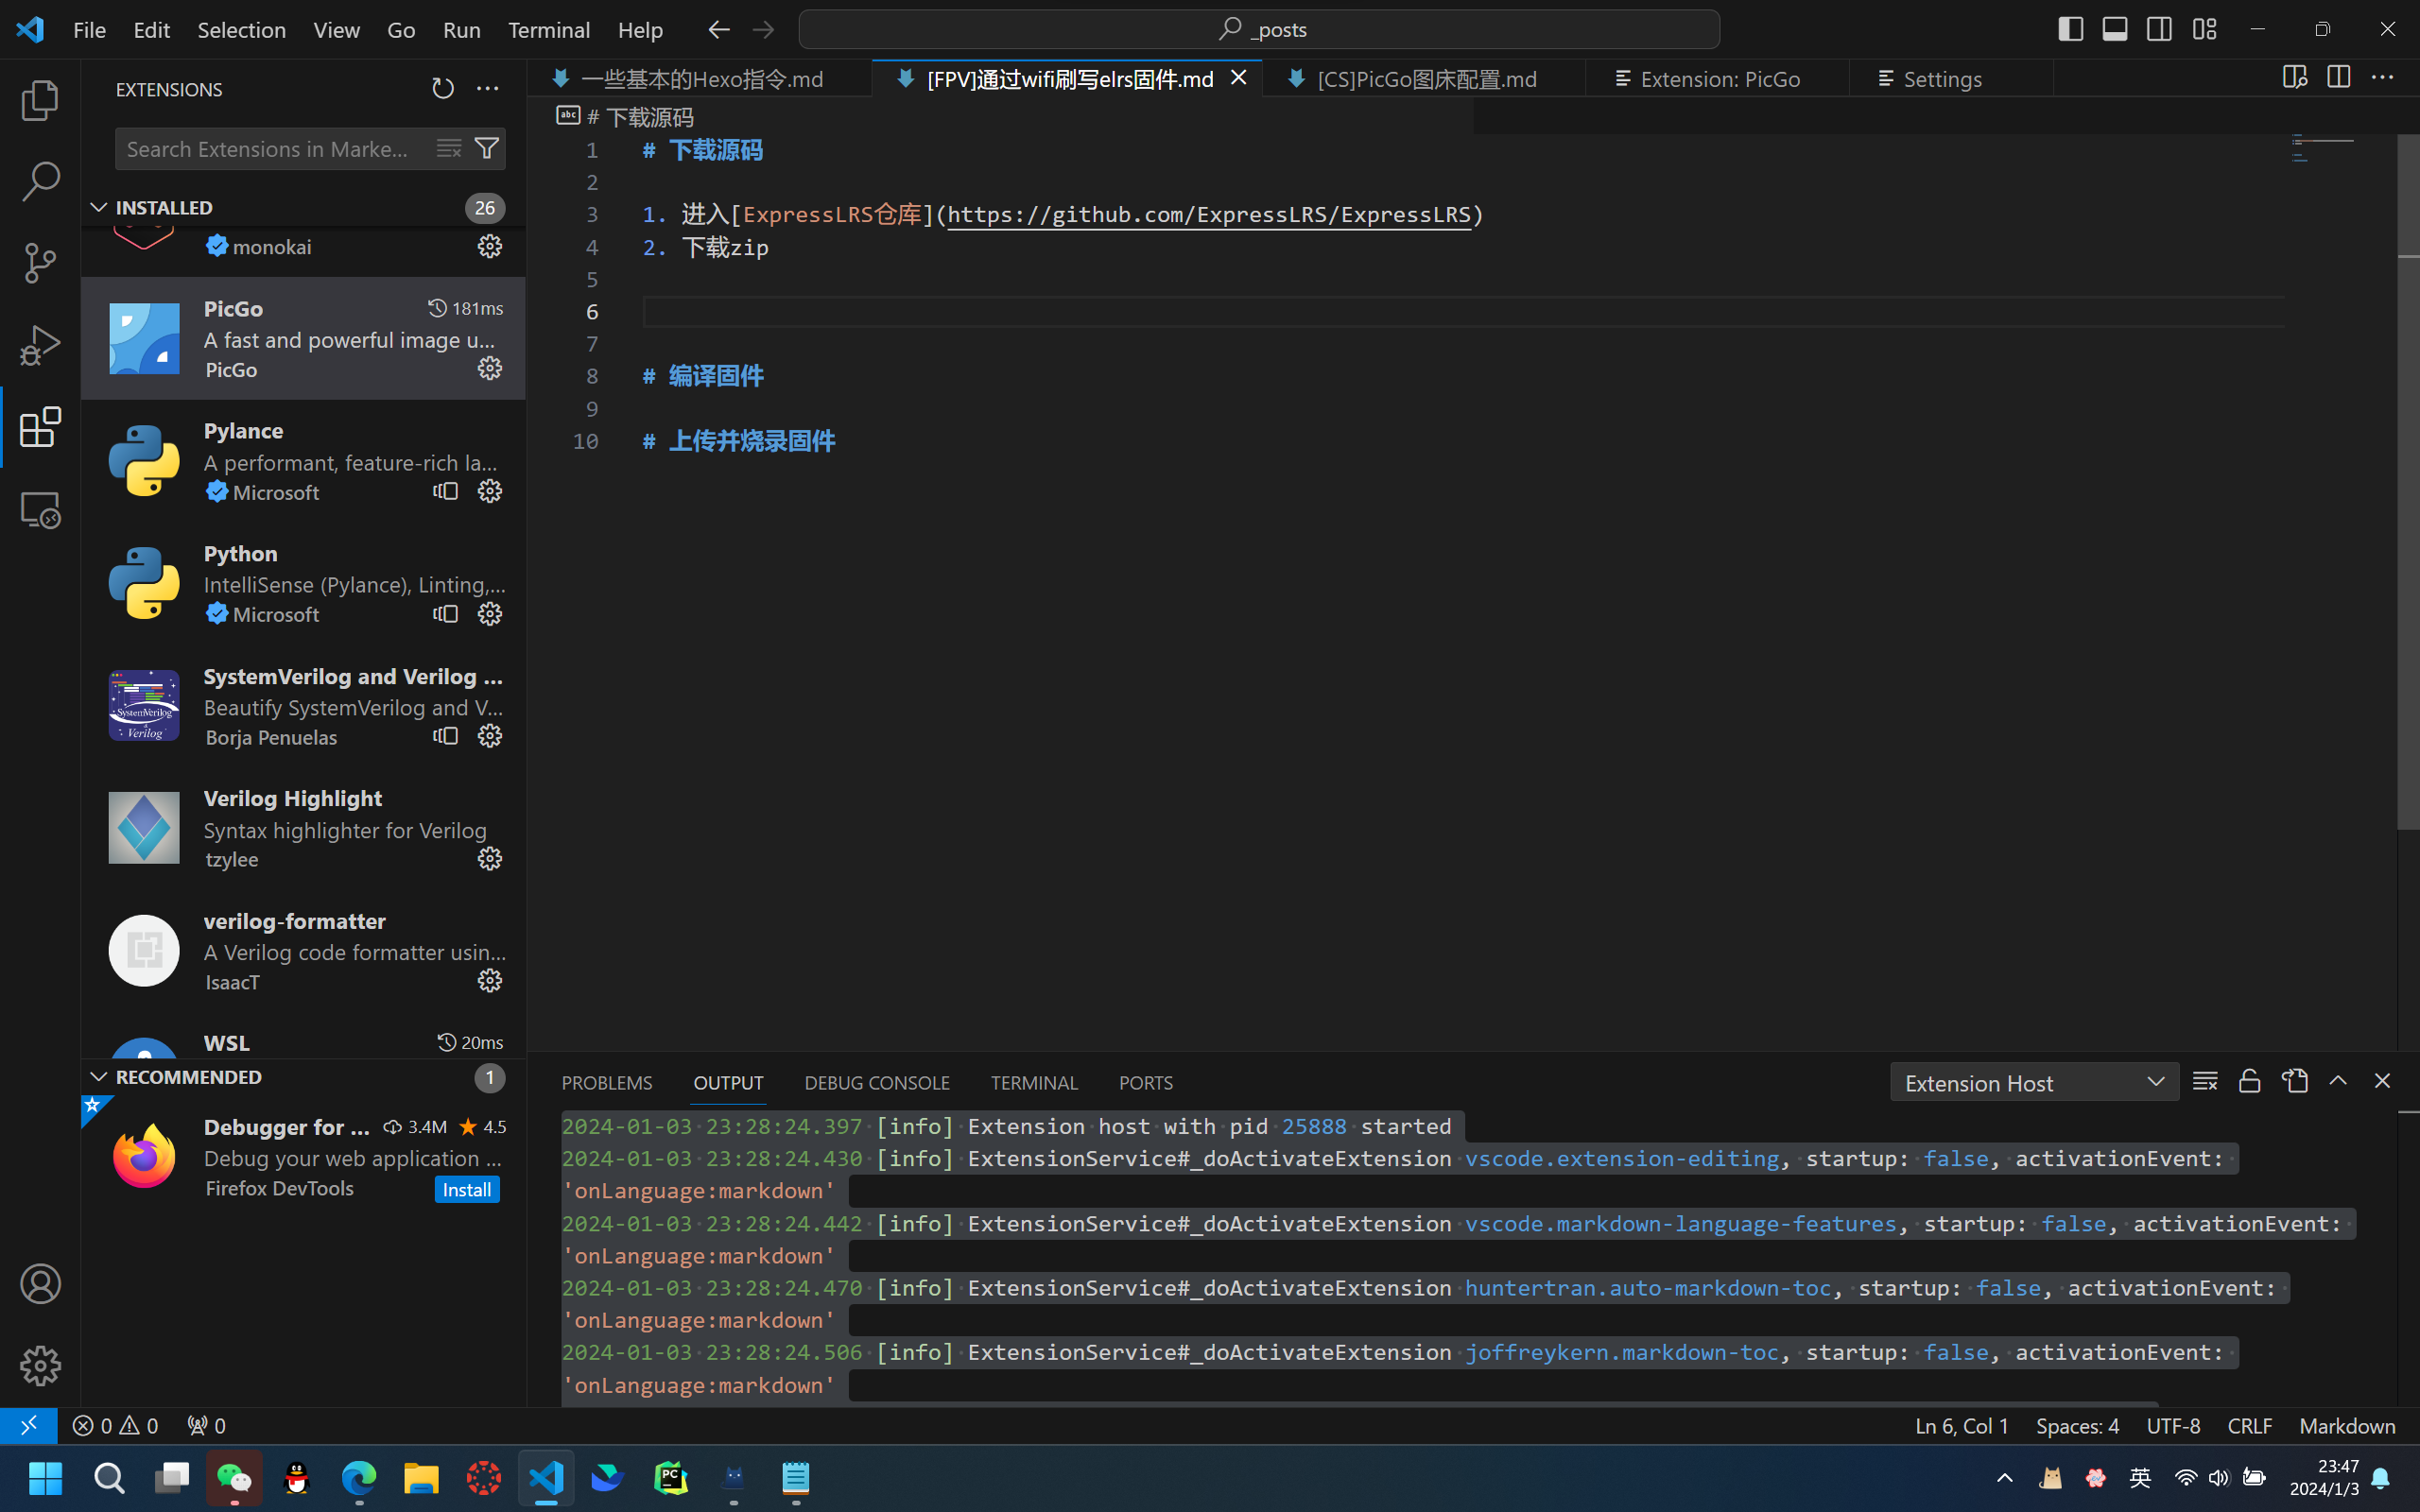 File Edit Selection View Go Run Terminal Help
_posts
EXTENSIONS
Search Extensions in Marke...
INSTALLED 26
monokai
PicGo 181ms
A fast and powerful image u...
PicGo
Pylance
A performant, feature-rich la...
Microsoft
Python
IntelliSense (Pylance), Linting,...
Microsoft
SystemVerilog and Verilog ...
Beautify SystemVerilog and V...
Borja Penuelas
Verilog Highlight
Syntax highlighter for Verilog
tzylee
verilog-formatter
A Verilog code formatter usin...
IsaacT
WSL 20ms
RECOMMENDED 1
Debugger for ... 3.4M 4.5
Debug your web application ...
Firefox DevTools Install
一些基本的Hexo指令.md [FPV]通过wifi刷写elrs固件.md [CS]PicGo图床配置.md Extension: PicGo Settings
# 下载源码
1 # 下载源码
2
3 1. 进入[ExpressLRS仓库](https://github.com/ExpressLRS/ExpressLRS)
4 2. 下载zip
5
6
7
8 # 编译固件
9
10 # 上传并烧录固件
PROBLEMS OUTPUT DEBUG CONSOLE TERMINAL PORTS Extension Host
2024-01-03 23:28:24.397 [info] Extension host with pid 25888 started
2024-01-03 23:28:24.430 [info] ExtensionService#_doActivateExtension vscode.extension-editing, startup: false, activationEvent:
'onLanguage:markdown'
2024-01-03 23:28:24.442 [info] ExtensionService#_doActivateExtension vscode.markdown-language-features, startup: false, activationEvent:
'onLanguage:markdown'
2024-01-03 23:28:24.470 [info] ExtensionService#_doActivateExtension huntertran.auto-markdown-toc, startup: false, activationEvent:
'onLanguage:markdown'
2024-01-03 23:28:24.506 [info] ExtensionService#_doActivateExtension joffreykern.markdown-toc, startup: false, activationEvent:
'onLanguage:markdown'
0 0 0 Ln 6, Col 1 Spaces: 4 UTF-8 CRLF Markdown
英 23:47
2024/1/3